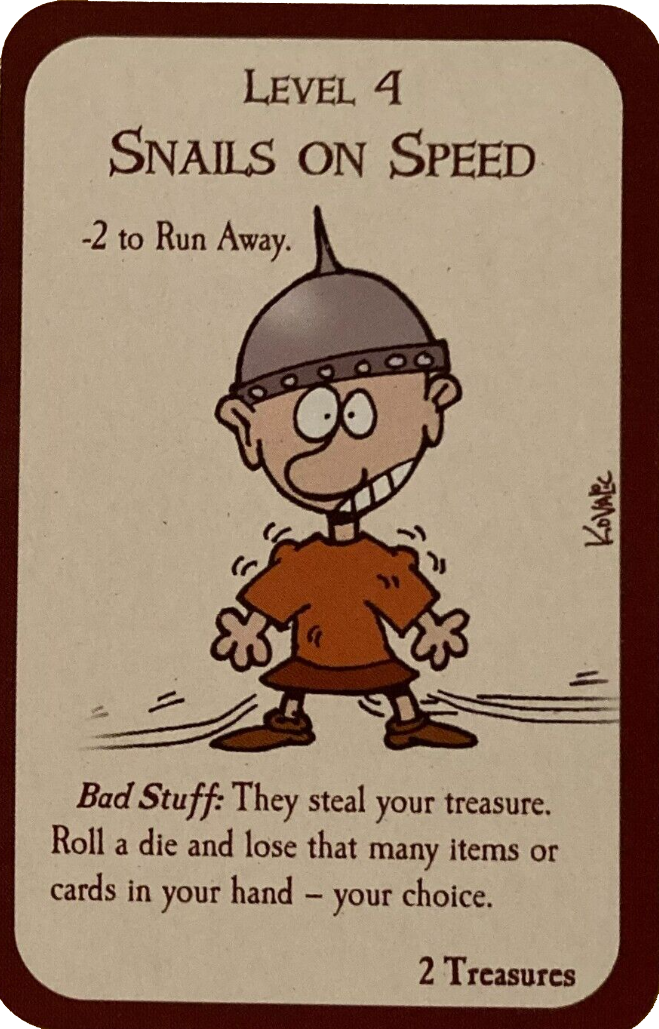 Level 4
Snails on Speed
-2 to Run Away.
Kovalic
Bad Stuff: They steal your treasure.
Roll a die and lose that many items or
cards in your hand – your choice.
2 Treasures